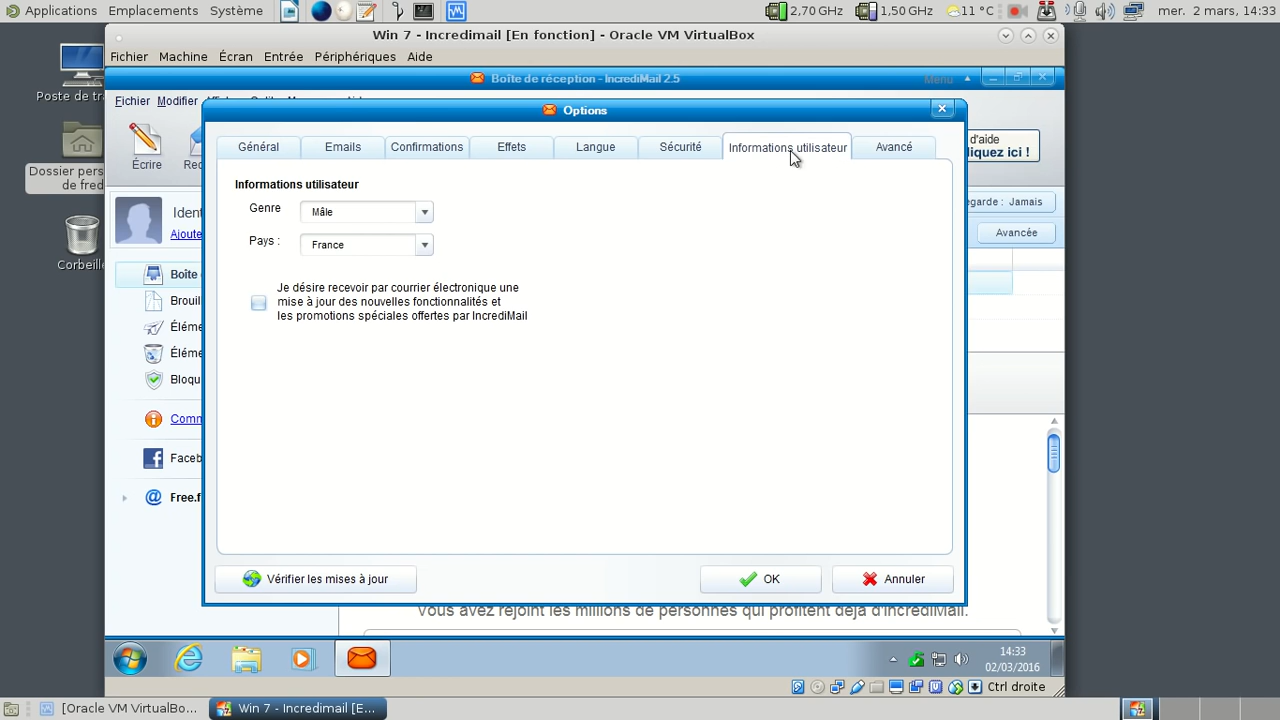 Applications Emplacements Système 2,70 GHz 1,50 GHz 11 °C mer. 2 mars, 14:33
Win 7 - Incredimail [En fonction] - Oracle VM VirtualBox
Fichier Machine Écran Entrée Périphériques Aide
Boîte de réception - IncrediMail 2.5
Menu
Poste de tr
Fichier Modifier
Options
Écrire
Général Emails Confirmations Effets Langue Sécurité Informations utilisateur Avancé
d'aide
liquez ici !
Dossier pers
de fred
Informations utilisateur
Genre Mâle
Ident
egarde : Jamais
Ajoute
Avancée
Pays : France
Corbeille
Boîte
Je désire recevoir par courrier électronique une
mise à jour des nouvelles fonctionnalités et
les promotions spéciales offertes par IncrediMail
Brouil
Éléme
Éléme
Bloqu
Comm
Faceb
Free.f
Vérifier les mises à jour OK Annuler
Vous avez rejoint les millions de personnes qui profitent déjà d'IncrediMail.
14:33
02/03/2016
Ctrl droite
[Oracle VM VirtualBo... Win 7 - Incredimail [E...